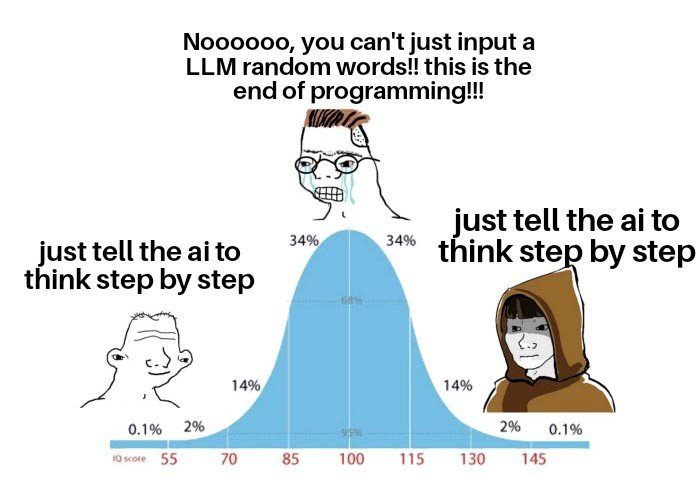 Noooooo, you can't just input a
LLM random words!! this is the
end of programming!!!
just tell the ai to
think step by step
just tell the ai to
think step by step
34%
34%
68%
14%
14%
95%
0.1%
2%
2%
0.1%
IQ score 55 70 85 100 115 130 145